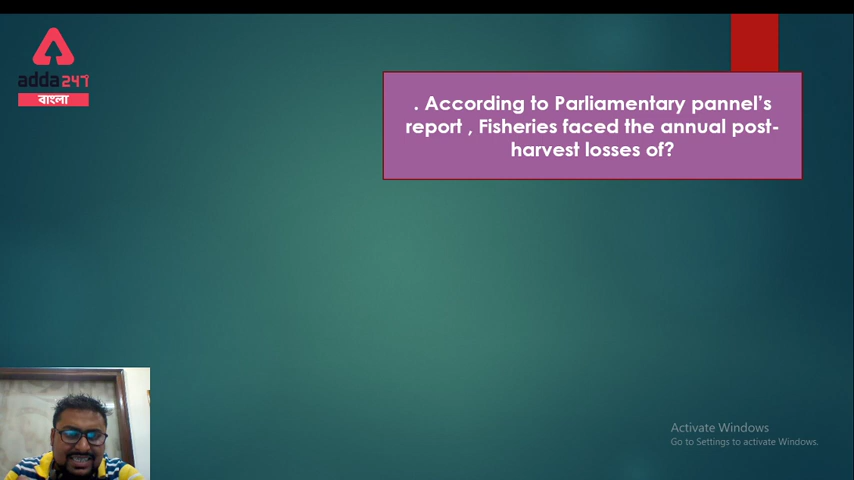 adda247
বাংলা
. According to Parliamentary pannel's
report , Fisheries faced the annual post-
harvest losses of?
Activate Windows
Go to Settings to activate Windows.